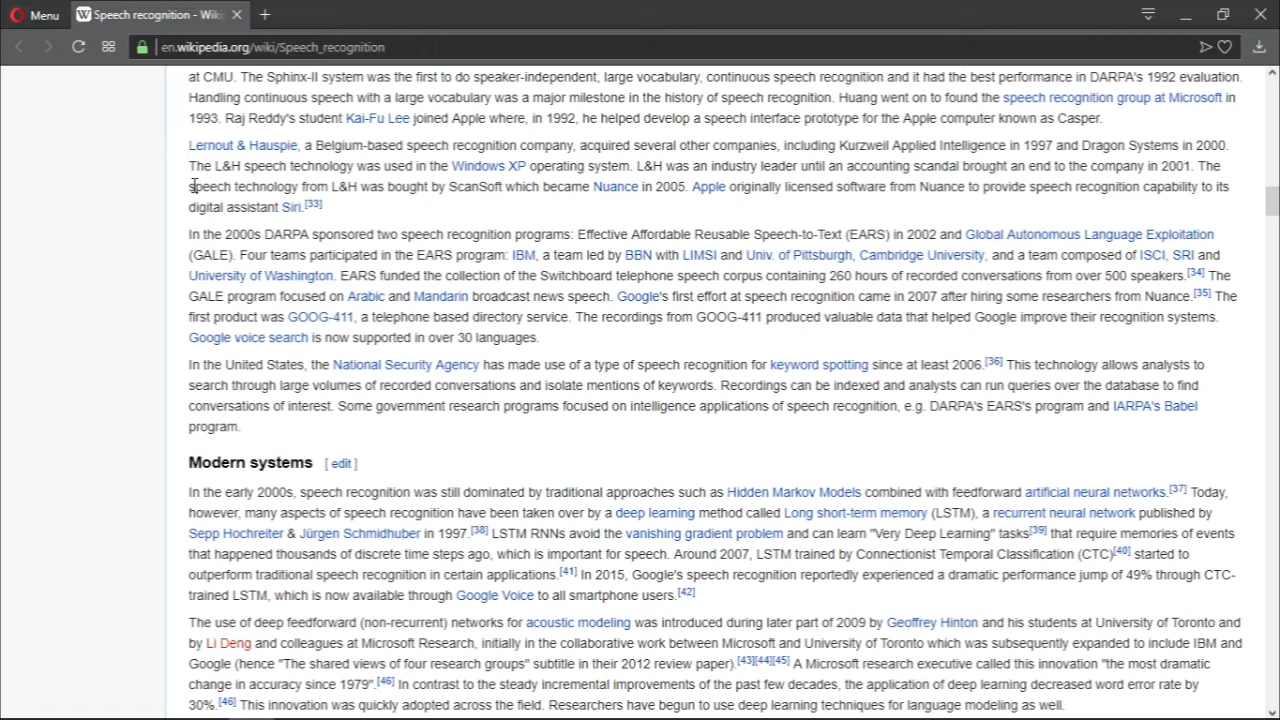 Menu
Speech recognition - Wiki
en.wikipedia.org/wiki/Speech_recognition
at CMU. The Sphinx-II system was the first to do speaker-independent, large vocabulary, continuous speech recognition and it had the best performance in DARPA's 1992 evaluation.
Handling continuous speech with a large vocabulary was a major milestone in the history of speech recognition. Huang went on to found the speech recognition group at Microsoft in
1993. Raj Reddy's student Kai-Fu Lee joined Apple where, in 1992, he helped develop a speech interface prototype for the Apple computer known as Casper.
Lernout & Hauspie, a Belgium-based speech recognition company, acquired several other companies, including Kurzweil Applied Intelligence in 1997 and Dragon Systems in 2000.
The L&H speech technology was used in the Windows XP operating system. L&H was an industry leader until an accounting scandal brought an end to the company in 2001. The
speech technology from L&H was bought by ScanSoft which became Nuance in 2005. Apple originally licensed software from Nuance to provide speech recognition capability to its
digital assistant Siri.[33]
In the 2000s DARPA sponsored two speech recognition programs: Effective Affordable Reusable Speech-to-Text (EARS) in 2002 and Global Autonomous Language Exploitation
(GALE). Four teams participated in the EARS program: IBM, a team led by BBN with LIMSI and Univ. of Pittsburgh, Cambridge University, and a team composed of ISCI, SRI and
University of Washington. EARS funded the collection of the Switchboard telephone speech corpus containing 260 hours of recorded conversations from over 500 speakers.[34] The
GALE program focused on Arabic and Mandarin broadcast news speech. Google's first effort at speech recognition came in 2007 after hiring some researchers from Nuance.[35] The
first product was GOOG-411, a telephone based directory service. The recordings from GOOG-411 produced valuable data that helped Google improve their recognition systems.
Google voice search is now supported in over 30 languages.
In the United States, the National Security Agency has made use of a type of speech recognition for keyword spotting since at least 2006.[36] This technology allows analysts to
search through large volumes of recorded conversations and isolate mentions of keywords. Recordings can be indexed and analysts can run queries over the database to find
conversations of interest. Some government research programs focused on intelligence applications of speech recognition, e.g. DARPA's EARS's program and IARPA's Babel
program.
Modern systems [ edit ]
In the early 2000s, speech recognition was still dominated by traditional approaches such as Hidden Markov Models combined with feedforward artificial neural networks.[37] Today,
however, many aspects of speech recognition have been taken over by a deep learning method called Long short-term memory (LSTM), a recurrent neural network published by
Sepp Hochreiter & Jürgen Schmidhuber in 1997.[38] LSTM RNNs avoid the vanishing gradient problem and can learn "Very Deep Learning" tasks[39] that require memories of events
that happened thousands of discrete time steps ago, which is important for speech. Around 2007, LSTM trained by Connectionist Temporal Classification (CTC)[40] started to
outperform traditional speech recognition in certain applications.[41] In 2015, Google's speech recognition reportedly experienced a dramatic performance jump of 49% through CTC-
trained LSTM, which is now available through Google Voice to all smartphone users.[42]
The use of deep feedforward (non-recurrent) networks for acoustic modeling was introduced during later part of 2009 by Geoffrey Hinton and his students at University of Toronto and
by Li Deng and colleagues at Microsoft Research, initially in the collaborative work between Microsoft and University of Toronto which was subsequently expanded to include IBM and
Google (hence "The shared views of four research groups" subtitle in their 2012 review paper).[43][44][45] A Microsoft research executive called this innovation "the most dramatic
change in accuracy since 1979".[46] In contrast to the steady incremental improvements of the past few decades, the application of deep learning decreased word error rate by
30%.[46] This innovation was quickly adopted across the field. Researchers have begun to use deep learning techniques for language modeling as well.